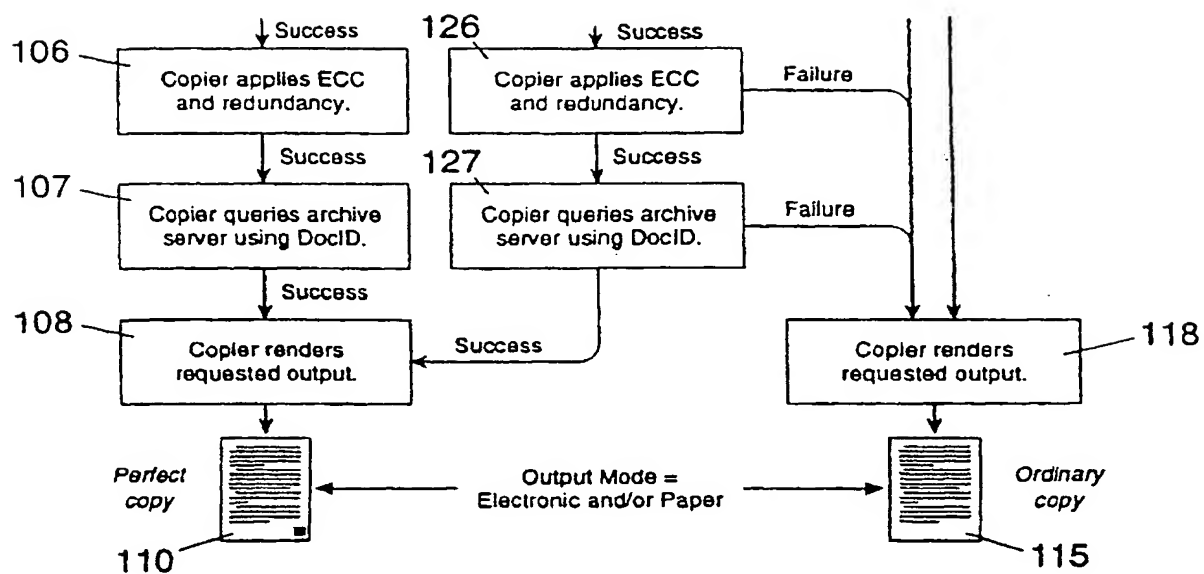 Success
Success
106
126
Copier applies ECC
and redundancy.
Copier applies ECC
and redundancy.
Failure
Success
Success
107
127
Copier queries archive
server using DocID.
Copier queries archive
server using DocID.
Failure
Success
108
Copier renders
requested output.
Success
Copier renders
requested output.
118
Perfect
copy
Output Mode =
Electronic and/or Paper
Ordinary
copy
110
115